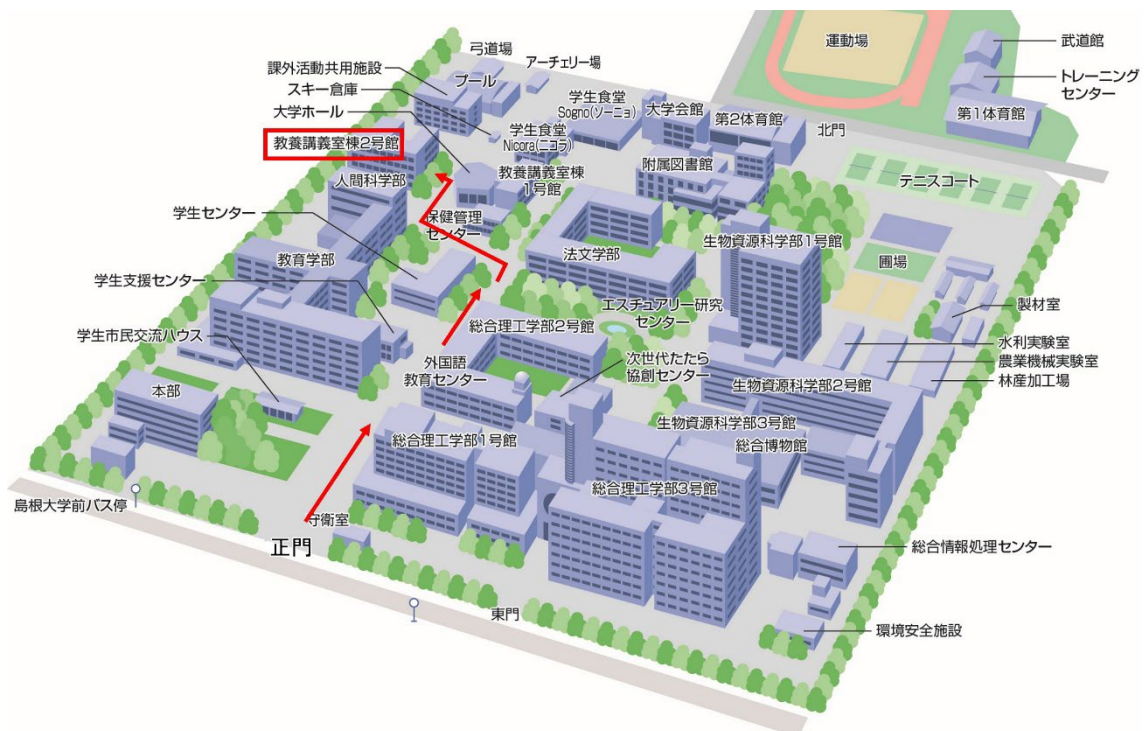 弓道場
アーチェリー場
課外活動共用施設
プール
スキー倉庫
大学ホール
学生食堂
Sogno(ソーニョ)
大学会館
第2体育館
学生食堂
Nicora(ニコラ)
運動場
武道館
トレーニング
センター
第1体育館
北門
教養講義室棟2号館
人間科学部
教養講義室棟
1号館
附属図書館
テニスコート
学生センター
保健管理
センター
法文学部
生物資源科学部1号館
教育学部
圃場
学生支援センター
エスチュアリー研究
センター
製材室
学生市民交流ハウス
総合理工学部2号館
水利実験室
外国語
教育センター
次世代たたら
協創センター
農業機械実験室
林産加工場
本部
生物資源科学部2号館
総合理工学部1号館
生物資源科学部3号館
総合博物館
総合理工学部3号館
島根大学前バス停
守衛室
正門
総合情報処理センター
東門
環境安全施設